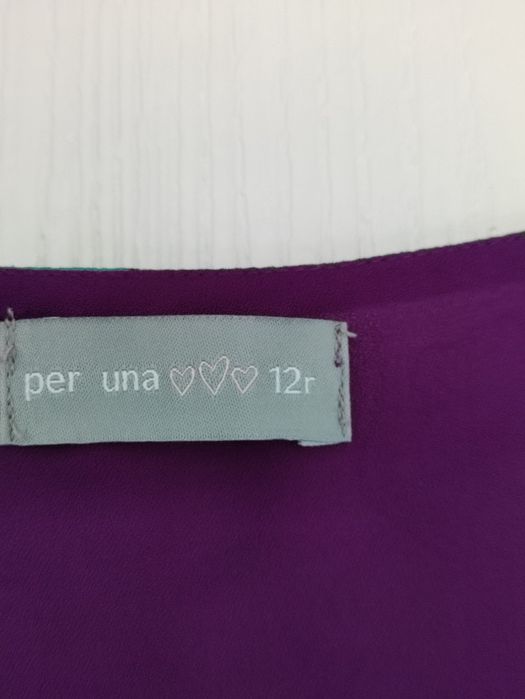 per una ♡♡♡ 12r